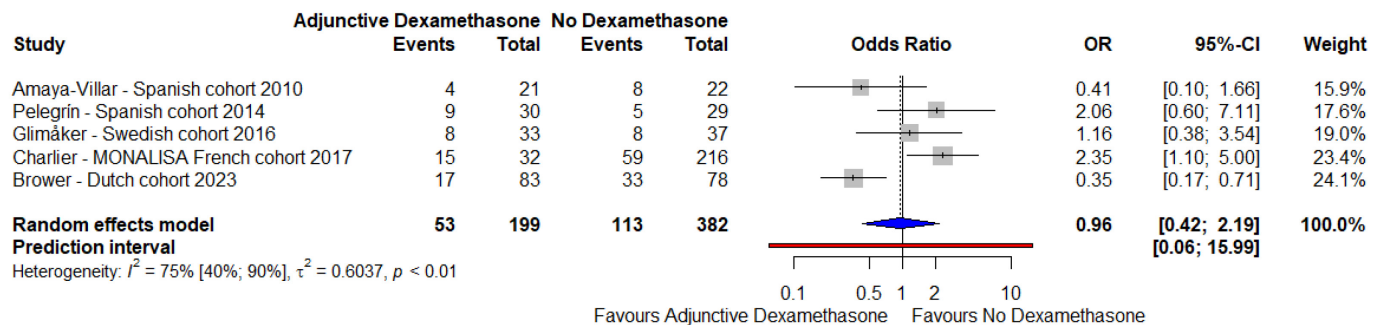 Adjunctive Dexamethasone No Dexamethasone
Study Events Total Events Total Odds Ratio OR 95%-CI Weight
Amaya-Villar - Spanish cohort 2010 4 21 8 22 0.41 [0.10; 1.66] 15.9%
Pelegrín - Spanish cohort 2014 9 30 5 29 2.06 [0.60; 7.11] 17.6%
Glimåker - Swedish cohort 2016 8 33 8 37 1.16 [0.38; 3.54] 19.0%
Charlier - MONALISA French cohort 2017 15 32 59 216 2.35 [1.10; 5.00] 23.4%
Brower - Dutch cohort 2023 17 83 33 78 0.35 [0.17; 0.71] 24.1%
Random effects model 53 199 113 382 0.96 [0.42; 2.19] 100.0%
Prediction interval [0.06; 15.99]
Heterogeneity: I² = 75% [40%; 90%], τ² = 0.6037, p < 0.01
0.1 0.5 1 2 10
Favours Adjunctive Dexamethasone Favours No Dexamethasone